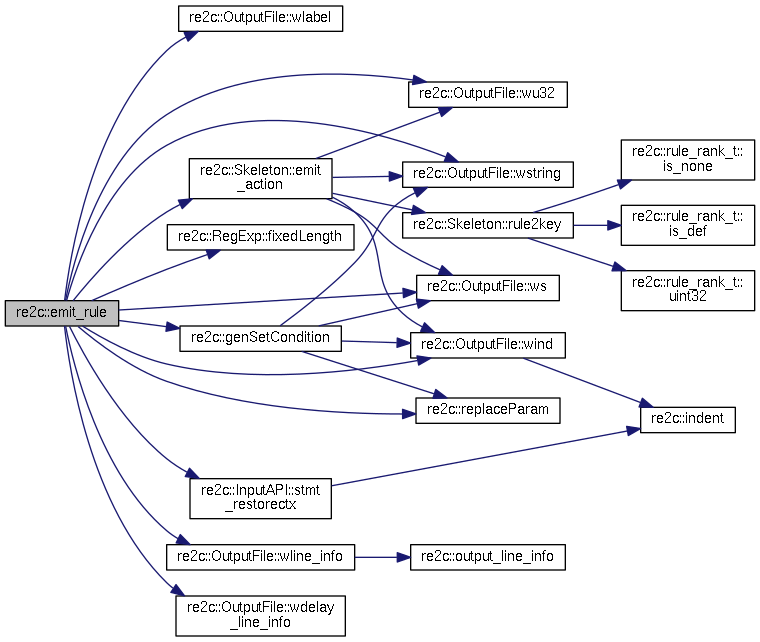 re2c::emit_rule
re2c::OutputFile::wlabel
re2c::Skeleton::emit
_action
re2c::RegExp::fixedLength
re2c::genSetCondition
re2c::InputAPI::stmt
_restorectx
re2c::OutputFile::wline_info
re2c::OutputFile::wdelay
_line_info
re2c::OutputFile::wu32
re2c::OutputFile::wstring
re2c::Skeleton::rule2key
re2c::OutputFile::ws
re2c::OutputFile::wind
re2c::replaceParam
re2c::output_line_info
re2c::rule_rank_t::
is_none
re2c::rule_rank_t::
is_def
re2c::rule_rank_t::
uint32
re2c::indent